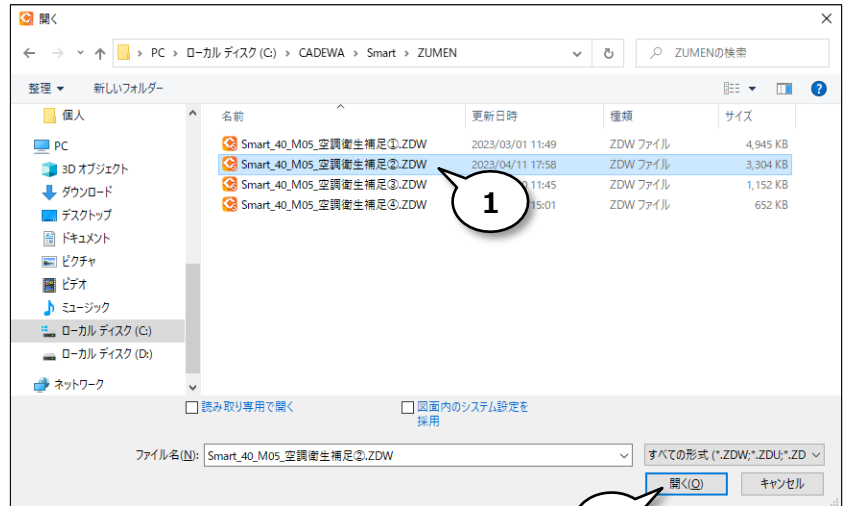 開く
PC › ローカル ディスク (C:) › CADEWA › Smart › ZUMEN
ZUMENの検索
整理 新しいフォルダー
名前 更新日時 種類 サイズ
個人
PC
3D オブジェクト
ダウンロード
デスクトップ
ドキュメント
ピクチャ
ビデオ
ミュージック
ローカル ディスク (C:)
ローカル ディスク (D:)
ネットワーク
Smart_40_M05_空調衛生補足①.ZDW 2023/03/01 11:49 ZDW ファイル 4,945 KB
Smart_40_M05_空調衛生補足②.ZDW 2023/04/11 17:58 ZDW ファイル 3,304 KB
Smart_40_M05_空調衛生補足③.ZDW 11:45 ZDW ファイル 1,152 KB
Smart_40_M05_空調衛生補足④.ZDW 15:01 ZDW ファイル 652 KB
1
読み取り専用で開く
図面内のシステム設定を
採用
ファイル名(N): Smart_40_M05_空調衛生補足②.ZDW
すべての形式 (*.ZDW;*.ZDU;*.ZD
開く(O) キャンセル